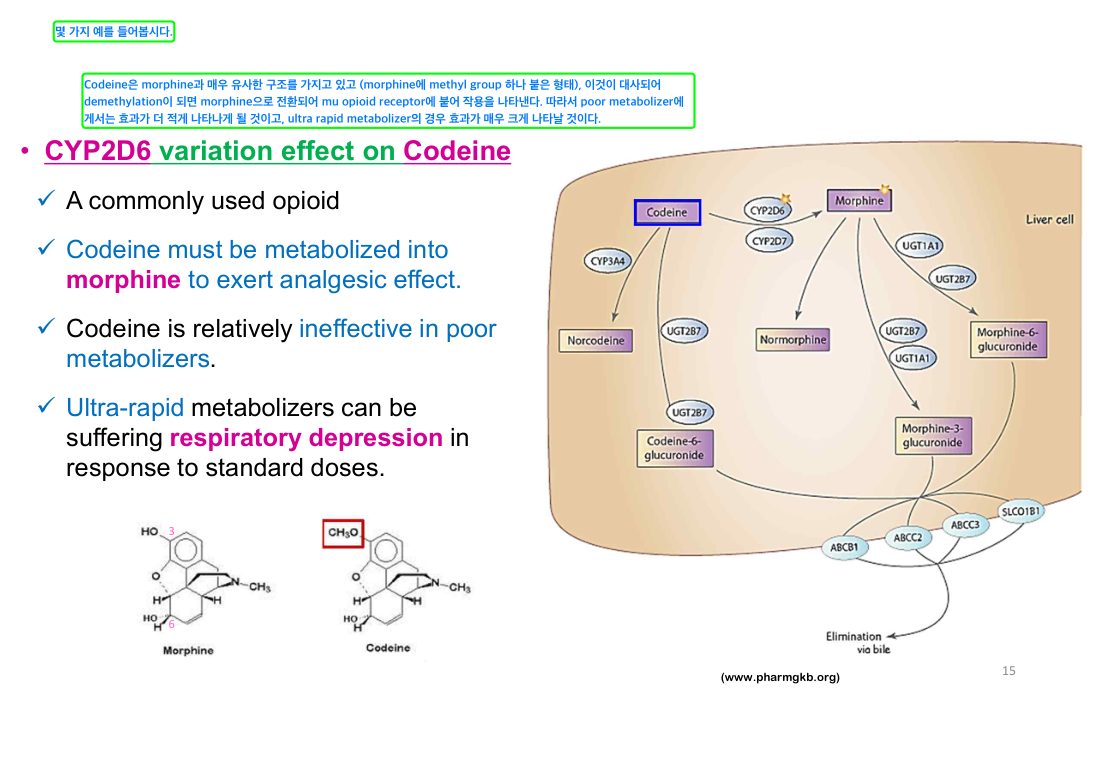 몇 가지 예를 들어봅시다.
Codeine은 morphine과 매우 유사한 구조를 가지고 있고 (morphine에 methyl group 하나 붙은 형태), 이것이 대사되어
demethylation이 되면 morphine으로 전환되어 mu opioid receptor에 붙어 작용을 나타낸다. 따라서 poor metabolizer에
게서는 효과가 더 적게 나타나게 될 것이고, ultra rapid metabolizer의 경우 효과가 매우 크게 나타날 것이다.
• CYP2D6 variation effect on Codeine
✓ A commonly used opioid
✓ Codeine must be metabolized into
morphine to exert analgesic effect.
✓ Codeine is relatively ineffective in poor
metabolizers.
✓ Ultra-rapid metabolizers can be
suffering respiratory depression in
response to standard doses.
HO 3
O
N CH₃
H H
HO
H 6
Morphine
CH₃O
O
N CH₃
H H
HO
H
Codeine
Liver cell
Codeine
CYP2D6
CYP2D7
Morphine
CYP3A4
UGT1A1
UGT2B7
Norcodeine
UGT2B7
Normorphine
UGT2B7
UGT1A1
Morphine-6-
glucuronide
UGT2B7
Codeine-6-
glucuronide
Morphine-3-
glucuronide
ABCB1
ABCC2
ABCC3
SLCO1B1
Elimination
via bile
(www.pharmgkb.org)
15